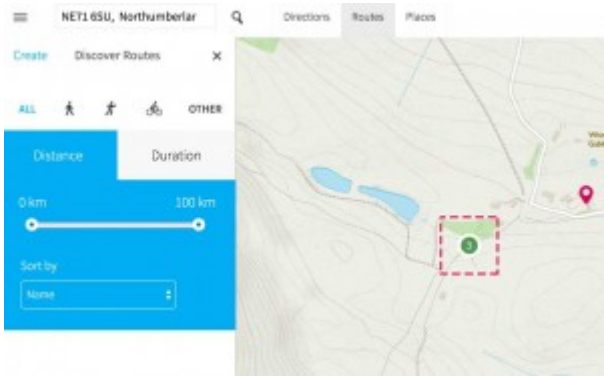 NE71 6SU, Northumberlar
Directions
Routes
Places
Create
Discover Routes
ALL
OTHER
Distance
Duration
0 km
100 km
Sort by
Name
3